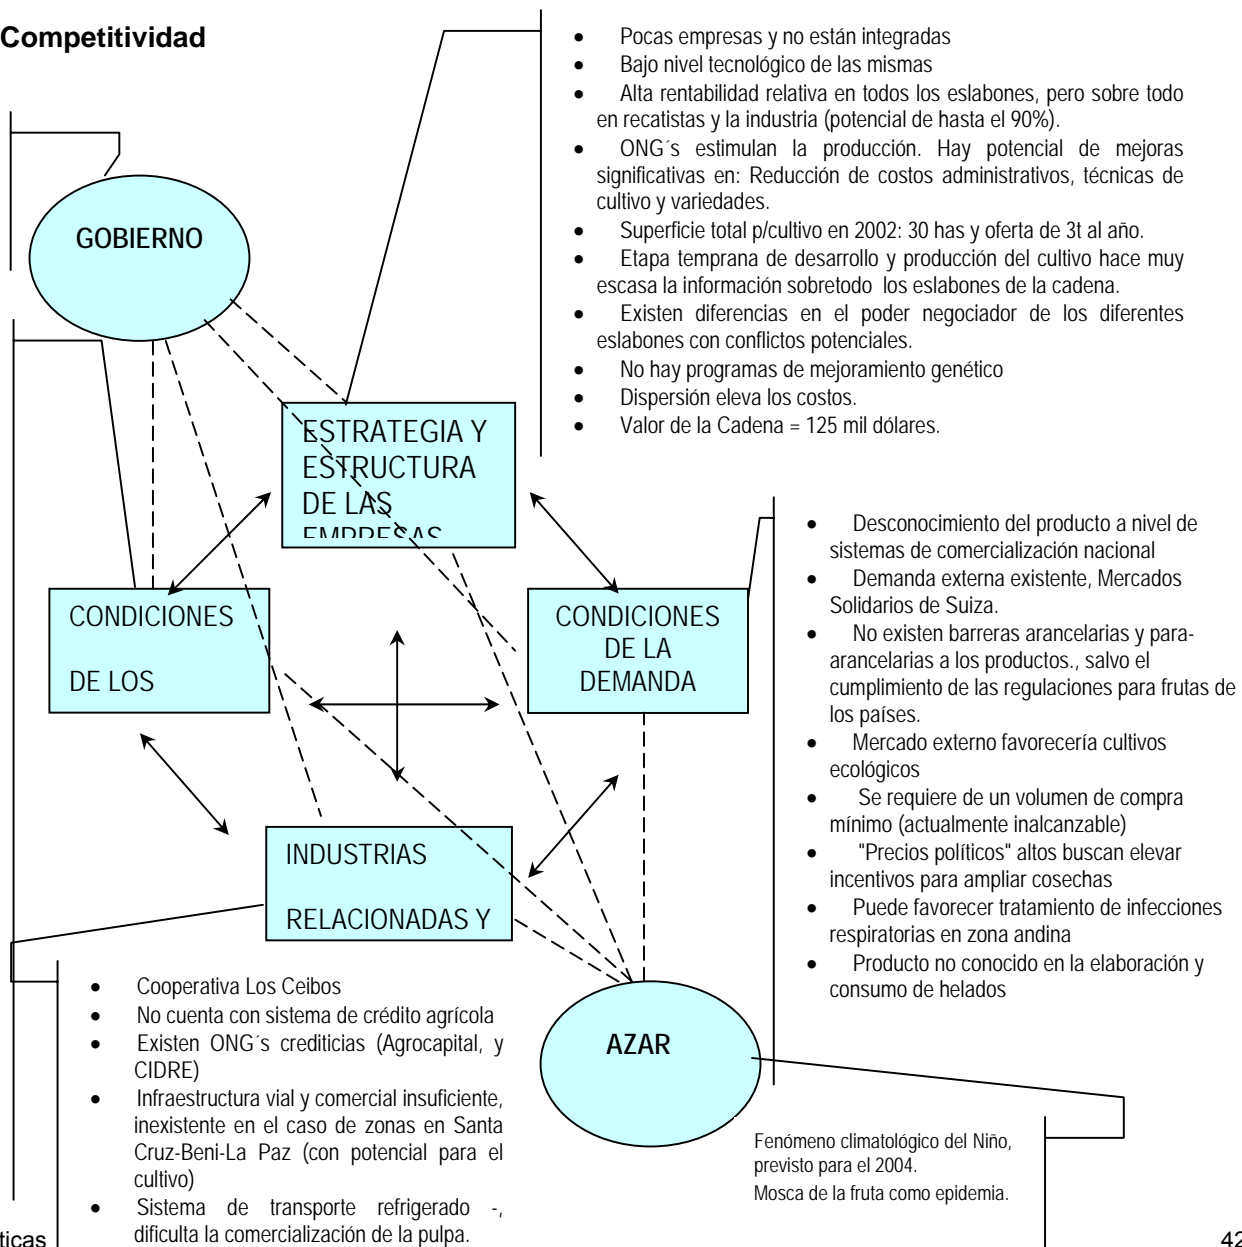 Competitividad
GOBIERNO
• Pocas empresas y no están integradas
• Bajo nivel tecnológico de las mismas
• Alta rentabilidad relativa en todos los eslabones, pero sobre todo
en recatistas y la industria (potencial de hasta el 90%).
• ONG´s estimulan la producción. Hay potencial de mejoras
significativas en: Reducción de costos administrativos, técnicas de
cultivo y variedades.
• Superficie total p/cultivo en 2002: 30 has y oferta de 3t al año.
• Etapa temprana de desarrollo y producción del cultivo hace muy
escasa la información sobretodo los eslabones de la cadena.
• Existen diferencias en el poder negociador de los diferentes
eslabones con conflictos potenciales.
• No hay programas de mejoramiento genético
• Dispersión eleva los costos.
• Valor de la Cadena = 125 mil dólares.
ESTRATEGIA Y
ESTRUCTURA
DE LAS
EMPRESAS
CONDICIONES
DE LOS
CONDICIONES
DE LA
DEMANDA
• Desconocimiento del producto a nivel de
sistemas de comercialización nacional
• Demanda externa existente, Mercados
Solidarios de Suiza.
• No existen barreras arancelarias y para-
arancelarias a los productos., salvo el
cumplimiento de las regulaciones para frutas de
los países.
• Mercado externo favorecería cultivos
ecológicos
• Se requiere de un volumen de compra
mínimo (actualmente inalcanzable)
• "Precios políticos" altos buscan elevar
incentivos para ampliar cosechas
• Puede favorecer tratamiento de infecciones
respiratorias en zona andina
• Producto no conocido en la elaboración y
consumo de helados
INDUSTRIAS
RELACIONADAS Y
• Cooperativa Los Ceibos
• No cuenta con sistema de crédito agrícola
• Existen ONG´s crediticias (Agrocapital, y
CIDRE)
• Infraestructura vial y comercial insuficiente,
inexistente en el caso de zonas en Santa
Cruz-Beni-La Paz (con potencial para el
cultivo)
• Sistema de transporte refrigerado -,
dificulta la comercialización de la pulpa.
AZAR
Fenómeno climatológico del Niño,
previsto para el 2004.
Mosca de la fruta como epidemia.
ticas
42